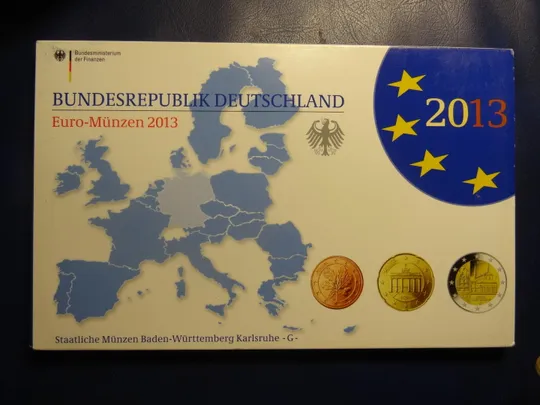 Bundesministerium
der Finanzen
BUNDESREPUBLIK DEUTSCHLAND
Euro-Münzen 2013
2013
Staatliche Münzen Baden-Württemberg Karlsruhe -G-